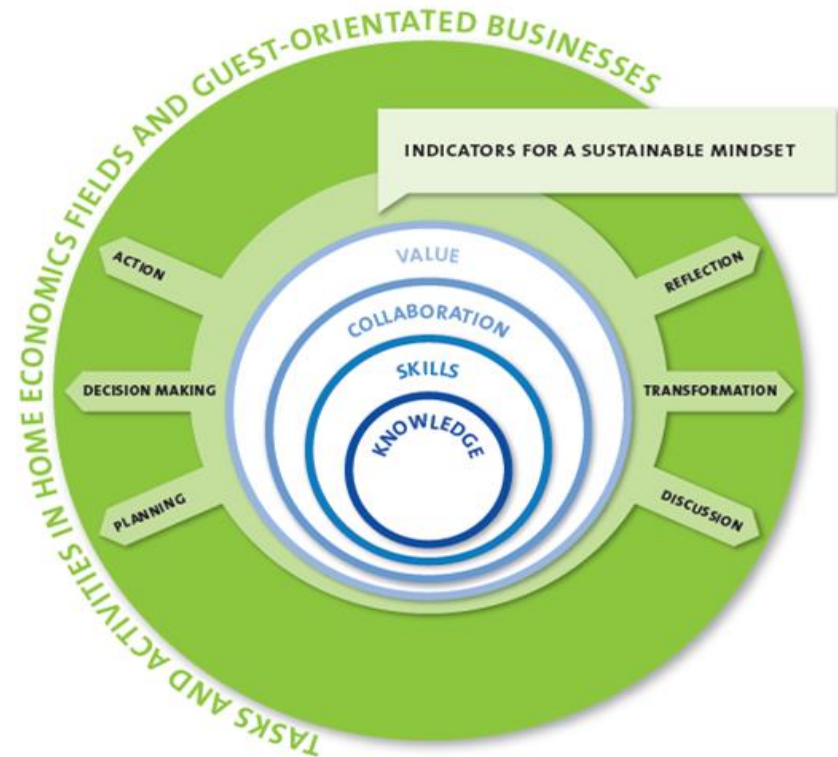 TASKS AND ACTIVITIES IN HOME ECONOMICS FIELDS AND GUEST-ORIENTATED BUSINESSES
INDICATORS FOR A SUSTAINABLE MINDSET
VALUE
COLLABORATION
SKILLS
KNOWLEDGE
ACTION
DECISION MAKING
PLANNING
REFLECTION
TRANSFORMATION
DISCUSSION